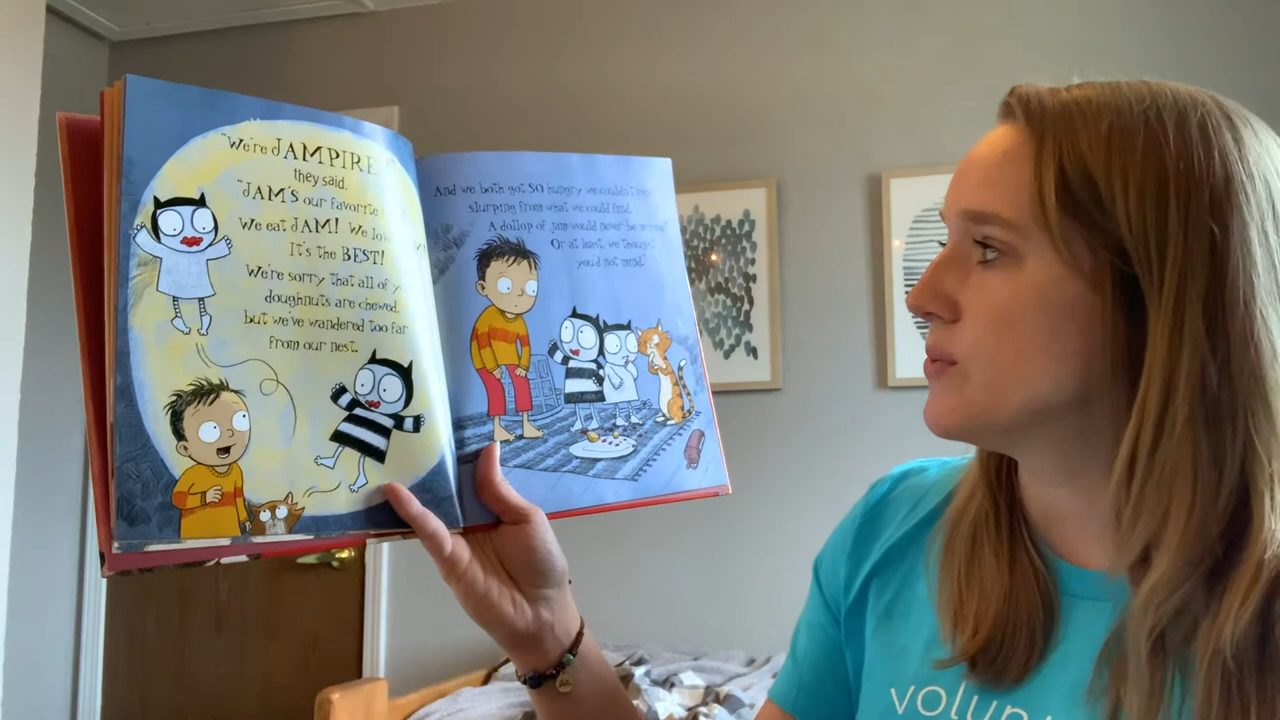 "We're JAMPIRE
they said.
"JAM'S our favorite
We eat JAM! We
It's the BEST!
We're sorry that all of
doughnuts are chewed,
but we've wandered too far
from our nest.
And we both got SO hungry we couldn't
slurping from what we could find.
A dollop of jam would never be
Or at least, we thought
you'd not mind."
volun